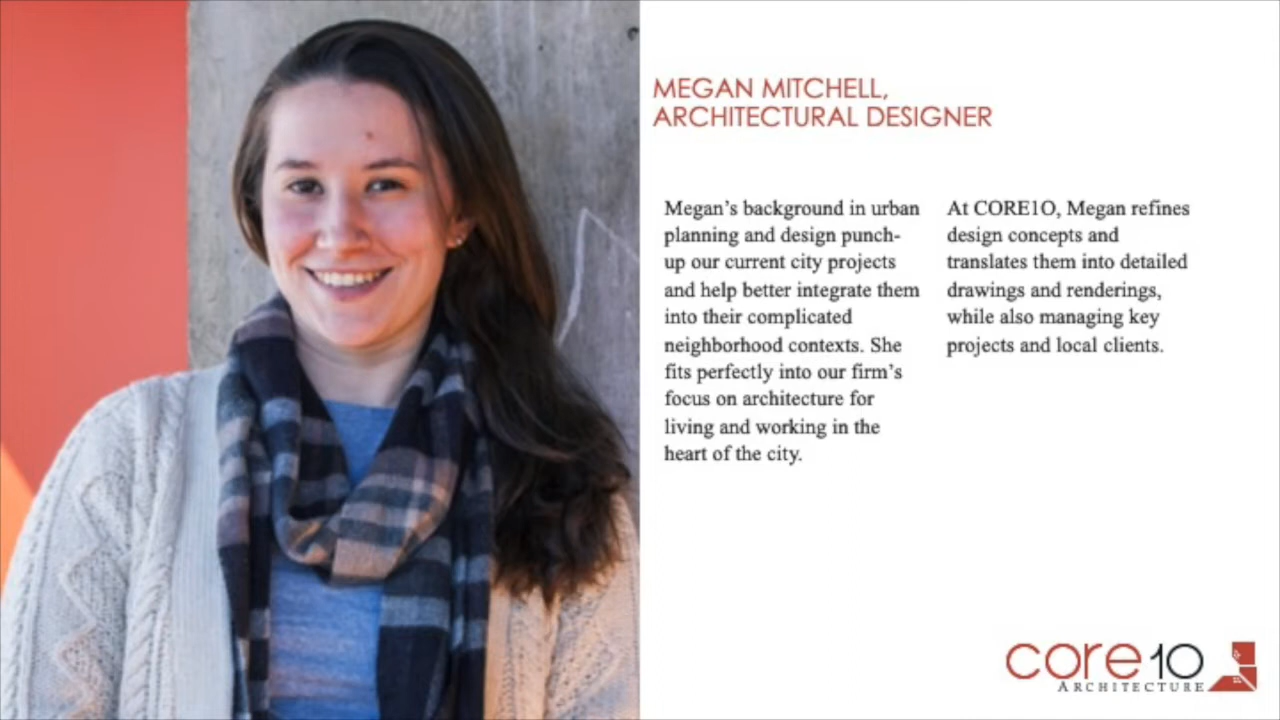 MEGAN MITCHELL,
ARCHITECTURAL DESIGNER
Megan’s background in urban
planning and design punch-
up our current city projects
and help better integrate them
into their complicated
neighborhood contexts. She
fits perfectly into our firm’s
focus on architecture for
living and working in the
heart of the city.
At CORE1O, Megan refines
design concepts and
translates them into detailed
drawings and renderings,
while also managing key
projects and local clients.
core10
ARCHITECTURE